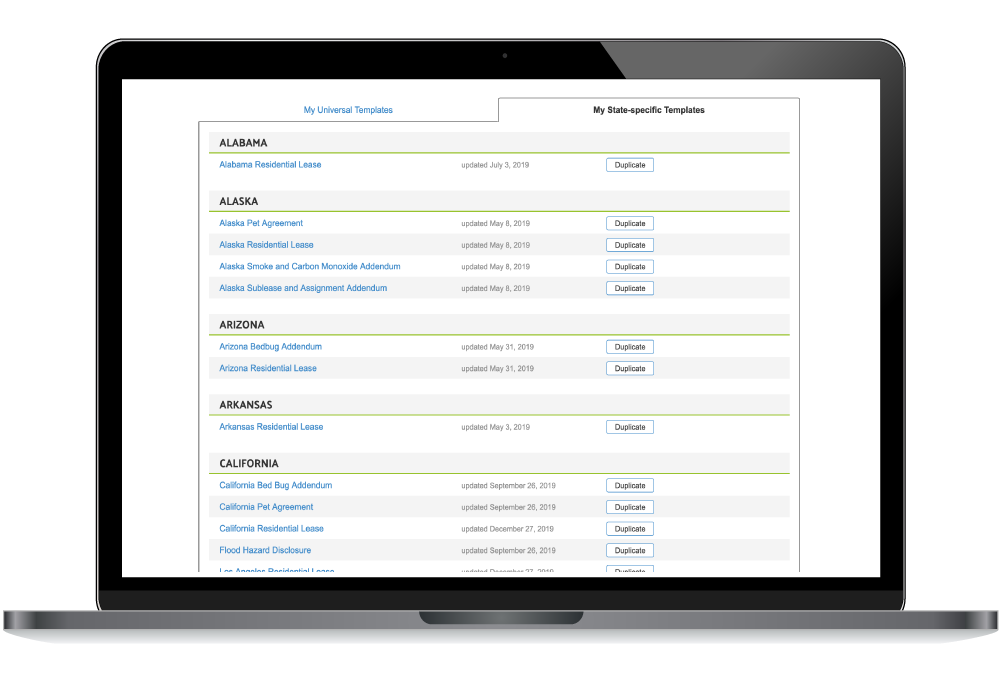 My Universal Templates My State-specific Templates
ALABAMA
Alabama Residential Lease updated July 3, 2019 Duplicate
ALASKA
Alaska Pet Agreement updated May 8, 2019 Duplicate
Alaska Residential Lease updated May 8, 2019 Duplicate
Alaska Smoke and Carbon Monoxide Addendum updated May 8, 2019 Duplicate
Alaska Sublease and Assignment Addendum updated May 8, 2019 Duplicate
ARIZONA
Arizona Bedbug Addendum updated May 31, 2019 Duplicate
Arizona Residential Lease updated May 31, 2019 Duplicate
ARKANSAS
Arkansas Residential Lease updated May 3, 2019 Duplicate
CALIFORNIA
California Bed Bug Addendum updated September 26, 2019 Duplicate
California Pet Agreement updated September 26, 2019 Duplicate
California Residential Lease updated December 27, 2019 Duplicate
Flood Hazard Disclosure updated September 26, 2019 Duplicate
Los Angeles Residential Lease updated December 27, 2019 Duplicate